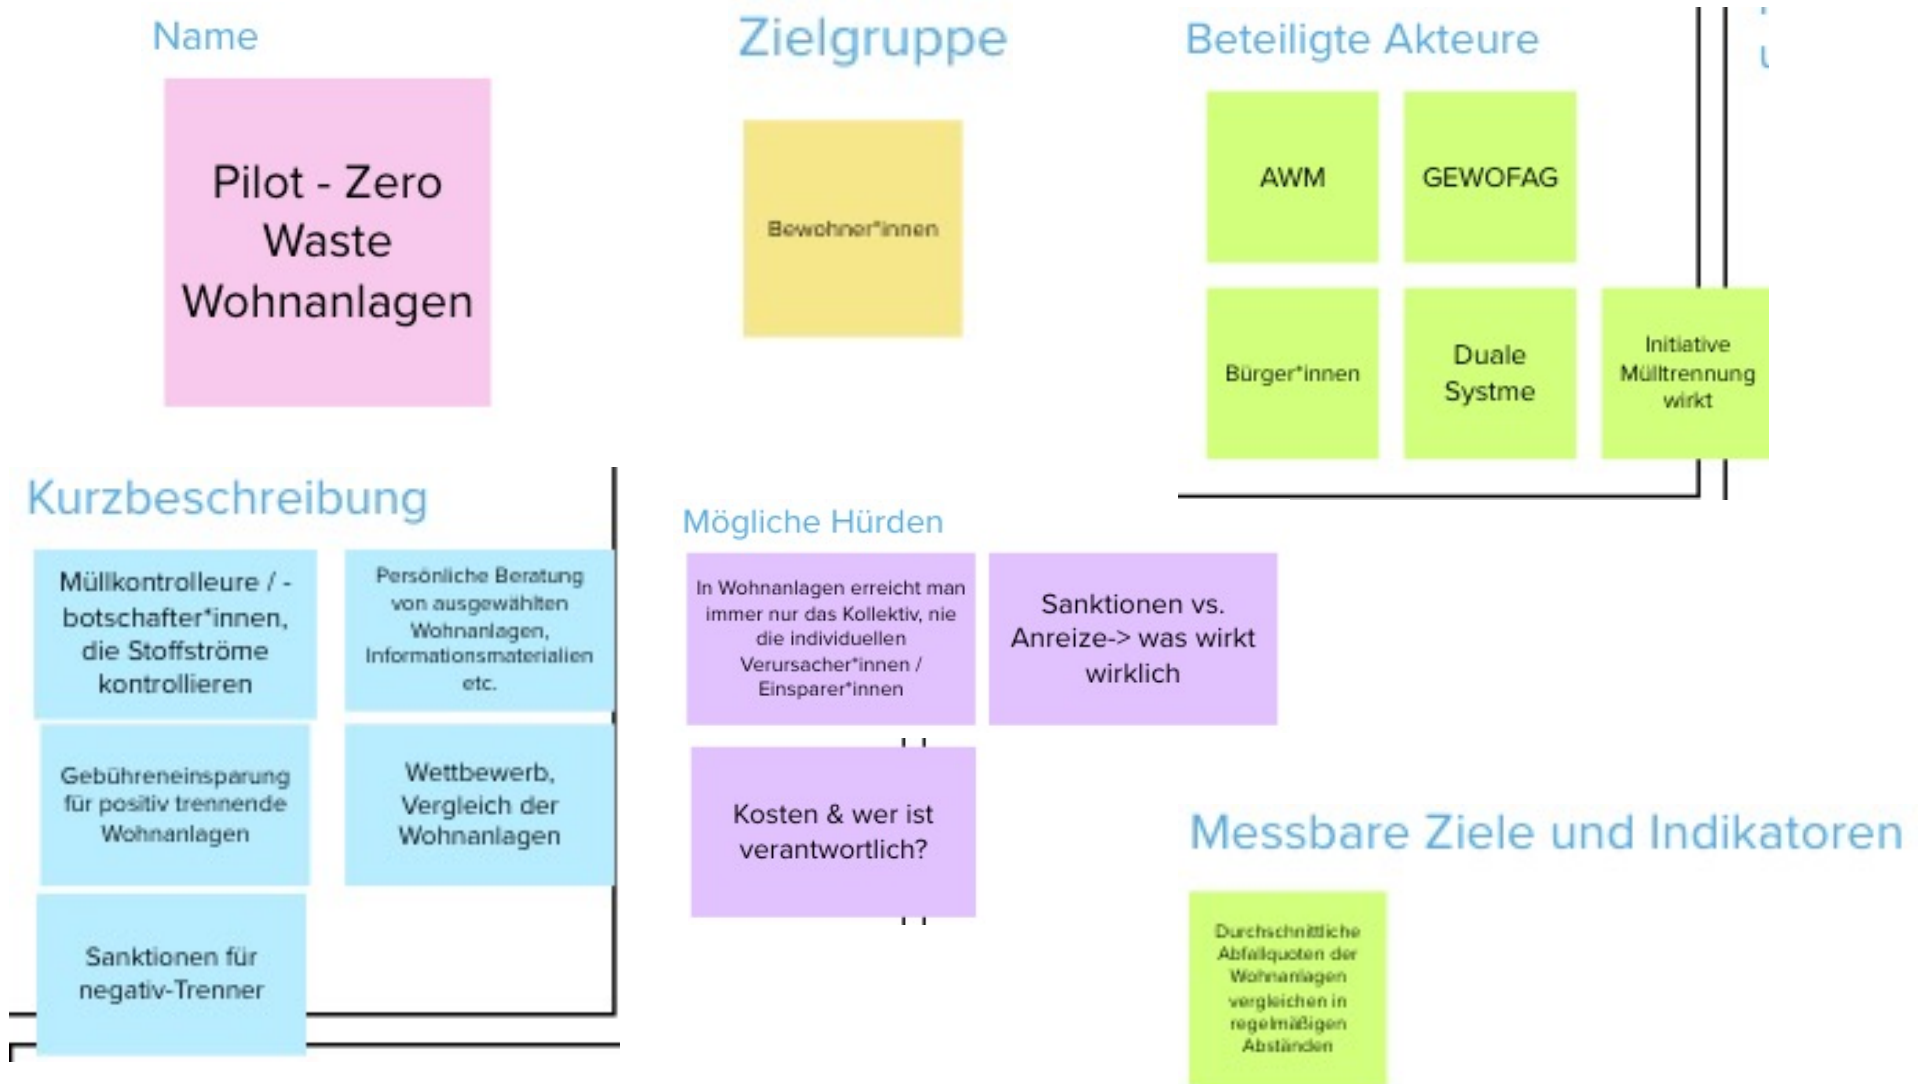 Name
Pilot - Zero
Waste
Wohnanlagen
Zielgruppe
Bewohner*innen
Beteiligte Akteure
AWM
GEWOFAG
Bürger*innen
Duale
Systme
Initiative
Mülltrennung
wirkt
Kurzbeschreibung
Müllkontrolleure / -
botschafter*innen,
die Stoffströme
kontrollieren
Persönliche Beratung
von ausgewählten
Wohnanlagen,
Informationsmaterialien
etc.
Gebühreneinsparung
für positiv trennende
Wohnanlagen
Wettbewerb,
Vergleich der
Wohnanlagen
Sanktionen für
negativ-Trenner
Mögliche Hürden
In Wohnanlagen erreicht man
immer nur das Kollektiv, nie
die individuellen
Verursacher*innen /
Einsparer*innen
Sanktionen vs.
Anreize-> was wirkt
wirklich
Kosten & wer ist
verantwortlich?
Messbare Ziele und Indikatoren
Durchschnittliche
Abfallquoten der
Wohnanlagen
vergleichen in
regelmäßigen
Abständen